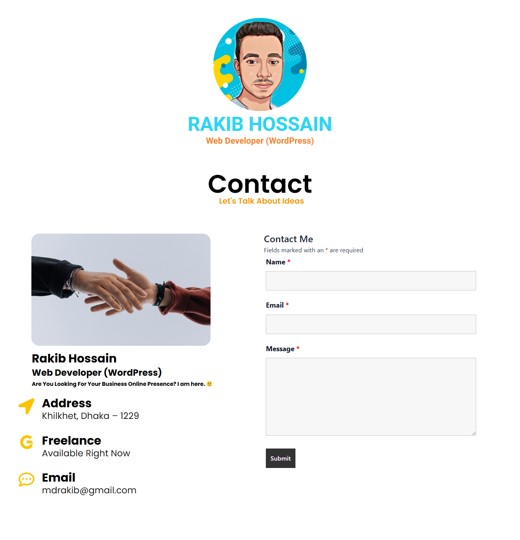 RAKIB HOSSAIN
Web Developer (WordPress)
Contact
Let's Talk About Ideas
Rakib Hossain
Web Developer (WordPress)
Are You Looking For Your Business Online Presence? I am here. 🙂
Address
Khilkhet, Dhaka – 1229
Freelance
Available Right Now
Email
mdrakib@gmail.com
Contact Me
Fields marked with an * are required
Name *
Email *
Message *
Submit